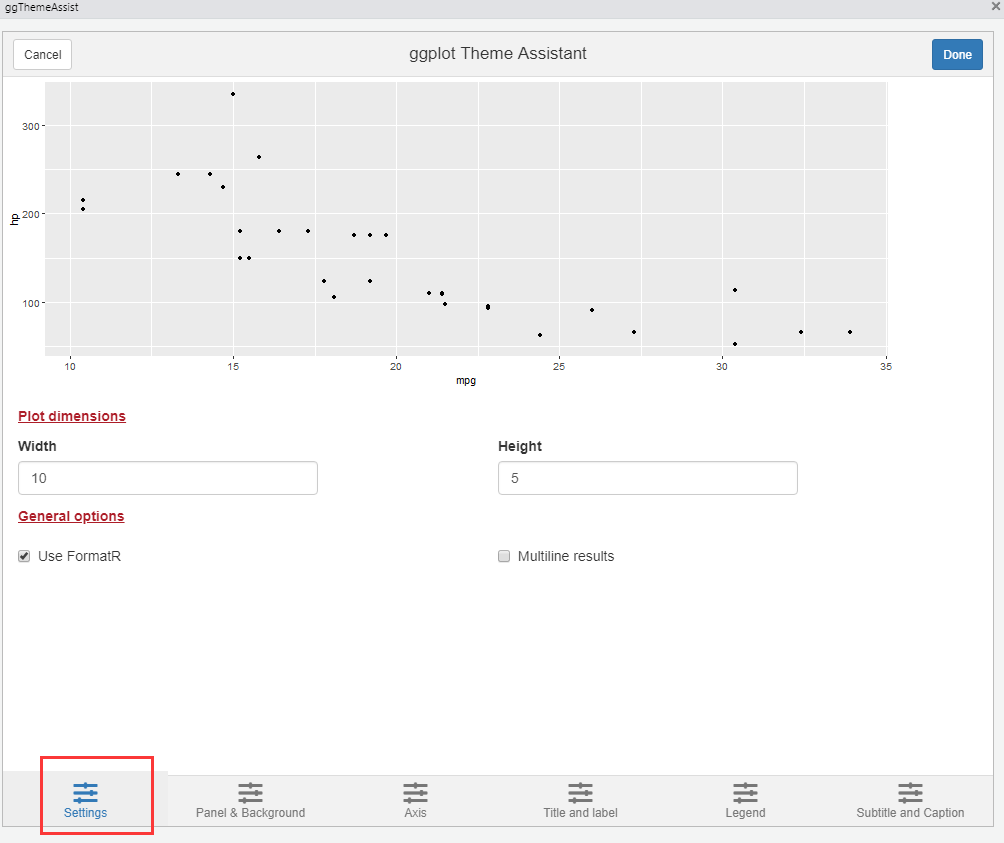 ggThemeAssist
Cancel
ggplot Theme Assistant
Done
300
200
100
hp
10 15 20 25 30 35
mpg
Plot dimensions
Width Height
10 5
General options
Use FormatR Multiline results
Settings Panel & Background Axis Title and label Legend Subtitle and Caption